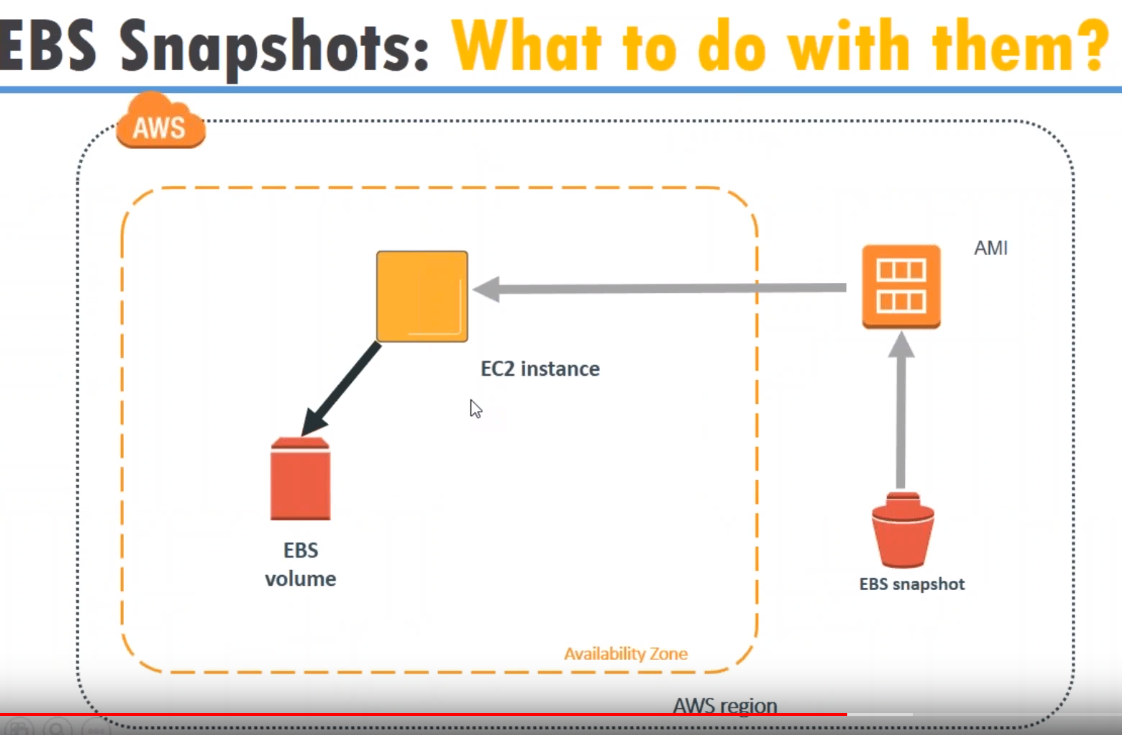 EBS Snapshots: What to do with them?
AWS
AMI
EC2 instance
EBS
volume
EBS snapshot
Availability Zone
AWS region